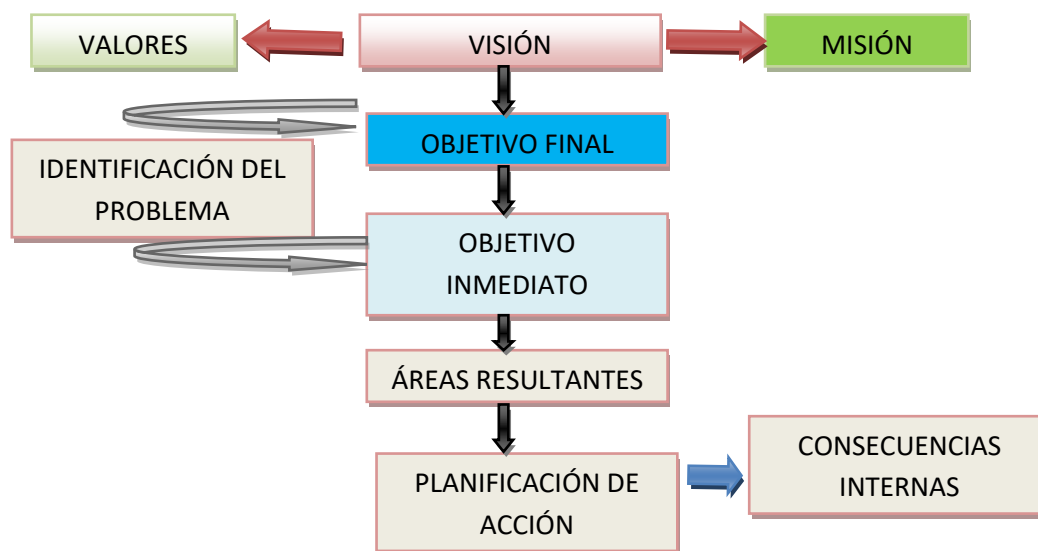 VALORES
VISIÓN
MISIÓN
OBJETIVO FINAL
IDENTIFICACIÓN DEL
PROBLEMA
OBJETIVO
INMEDIATO
ÁREAS RESULTANTES
PLANIFICACIÓN DE
ACCIÓN
CONSECUENCIAS
INTERNAS